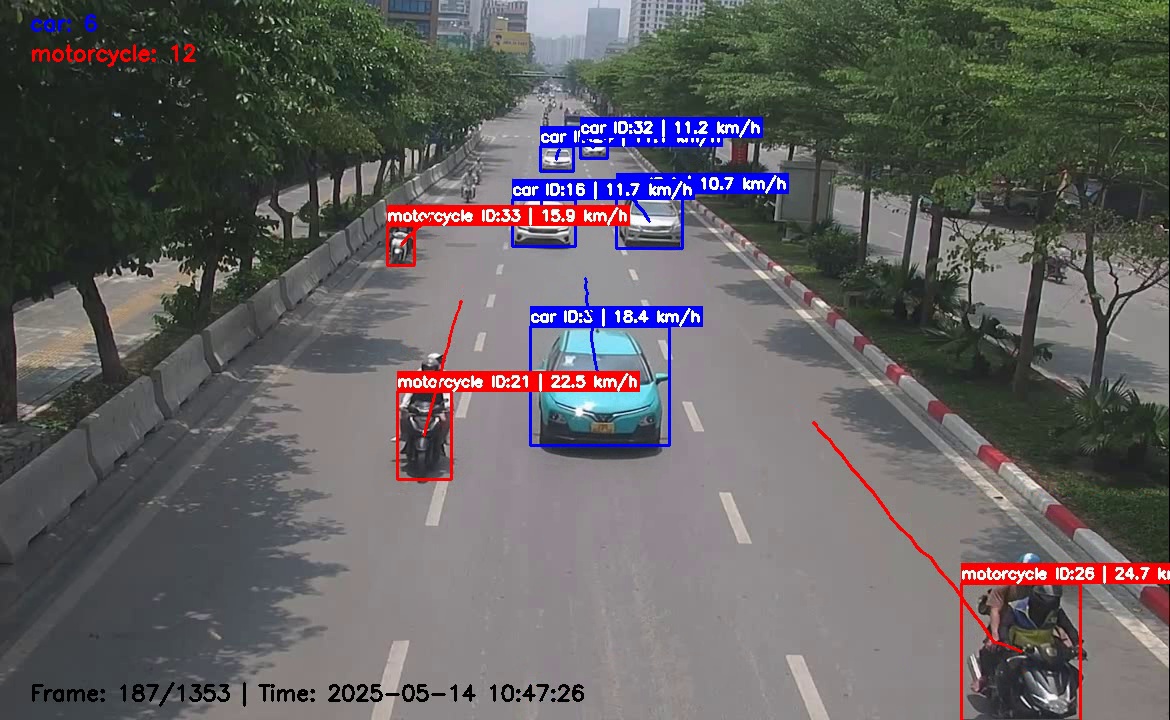 car: 6
motorcycle: 12
car ID:32 | 11.2 km/h
car
car ID:16 | 11.7 km/h
10.7 km/h
motorcycle ID:33 | 15.9 km/h
car ID:3 | 18.4 km/h
motorcycle ID:21 | 22.5 km/h
motorcycle ID:26 | 24.7 k
Frame: 187/1353 | Time: 2025-05-14 10:47:26